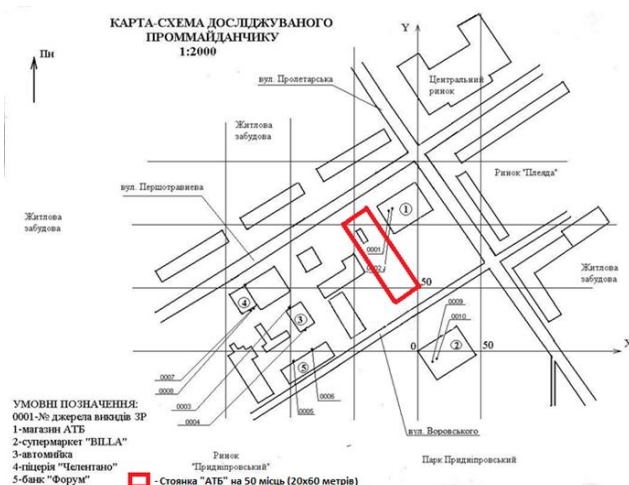 КАРТА-СХЕМА ДОСЛІДЖУВАНОГО
ПРОММАЙДАНЧИКУ
1:2000
Пн
Y
вул. Пролетарська
Центральний
ринок
Житлова
забудова
Ринок "Плеяда"
вул. Першотравнева
Житлова
забудова
1
0001
0002
Житлова
забудова
50
4
3
0009
0010
0
2
50
X
5
0007
0008
0003
0004
0006
0005
УМОВНІ ПОЗНАЧЕННЯ:
0001-№ джерела викидів ЗР
1-магазин АТБ
2-супермаркет "BILLA"
3-автомийка
4-піцерія "Челентано"
5-банк "Форум"
вул. Воровського
Ринок
"Придніпровський"
Парк Придніпровський
- Стоянка "АТБ" на 50 місць (20х60 метрів)